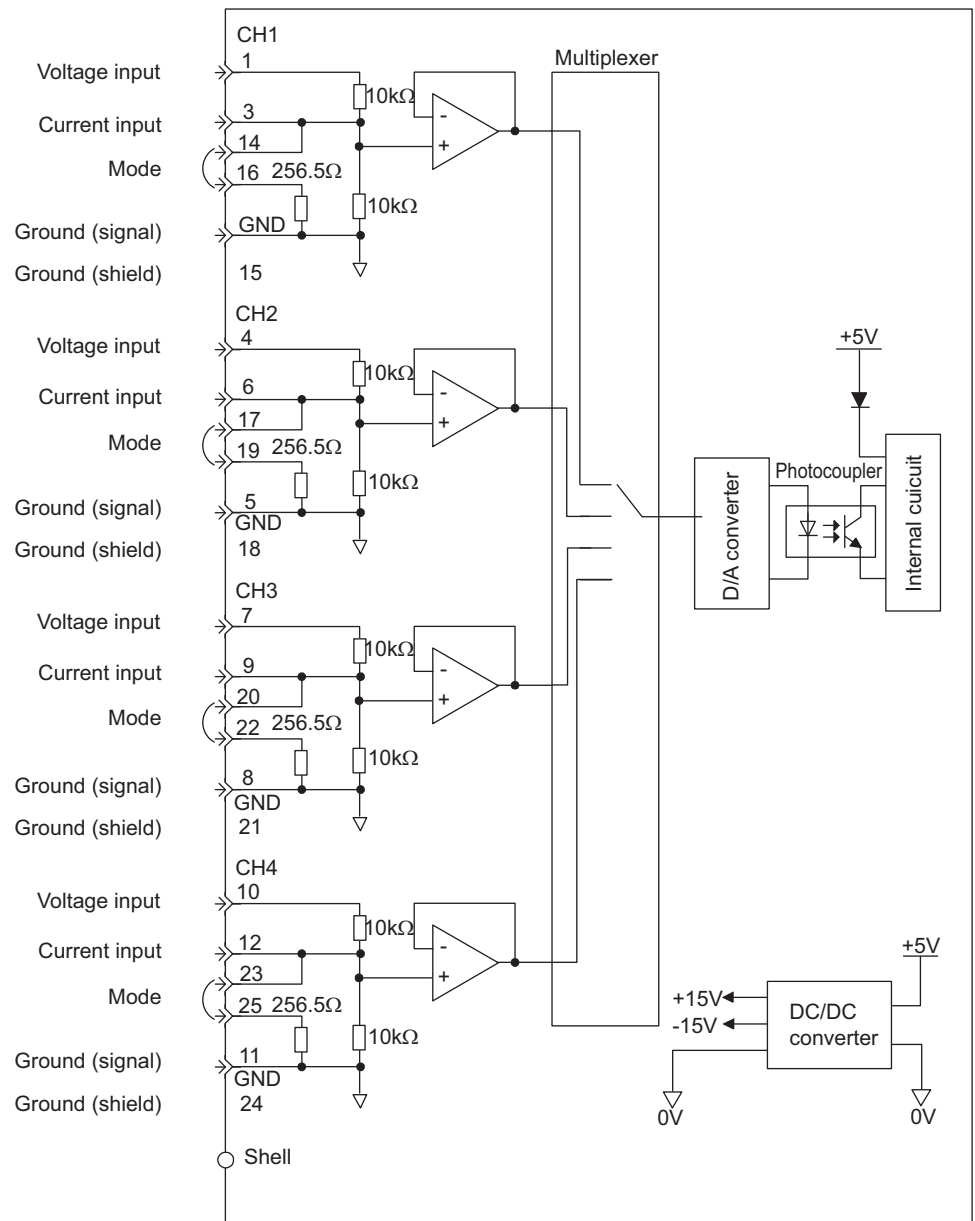 CH1
Voltage input 1
10kΩ
Current input 3
14
Mode
16 256.5Ω
10kΩ
Ground (signal) GND
Ground (shield) 15
CH2
Voltage input 4
10kΩ
Current input 6
17
Mode
19 256.5Ω
10kΩ
Ground (signal) 5
GND
Ground (shield) 18
CH3
Voltage input 7
10kΩ
Current input 9
20
Mode
22 256.5Ω
10kΩ
Ground (signal) 8
GND
Ground (shield) 21
CH4
Voltage input 10
10kΩ
Current input 12
23
Mode
25 256.5Ω
10kΩ
Ground (signal) 11
GND
Ground (shield) 24
Shell
- +
- +
- +
- +
Multiplexer
D/A converter
Photocoupler
+5V
Internal cuicuit
+5V
+15V
-15V
DC/DC
converter
0V
0V